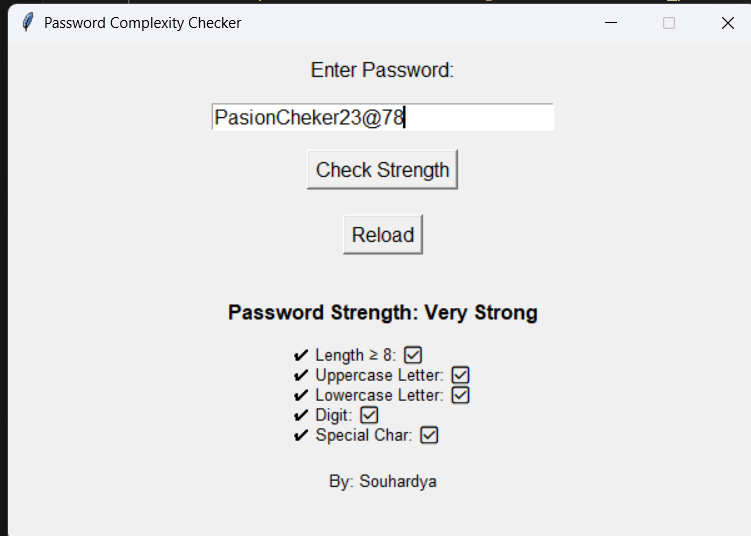 Password Complexity Checker
Enter Password:
PasionCheker23@78
Check Strength
Reload
Password Strength: Very Strong
✔ Length ≥ 8: ☑
✔ Uppercase Letter: ☑
✔ Lowercase Letter: ☑
✔ Digit: ☑
✔ Special Char: ☑
By: Souhardya